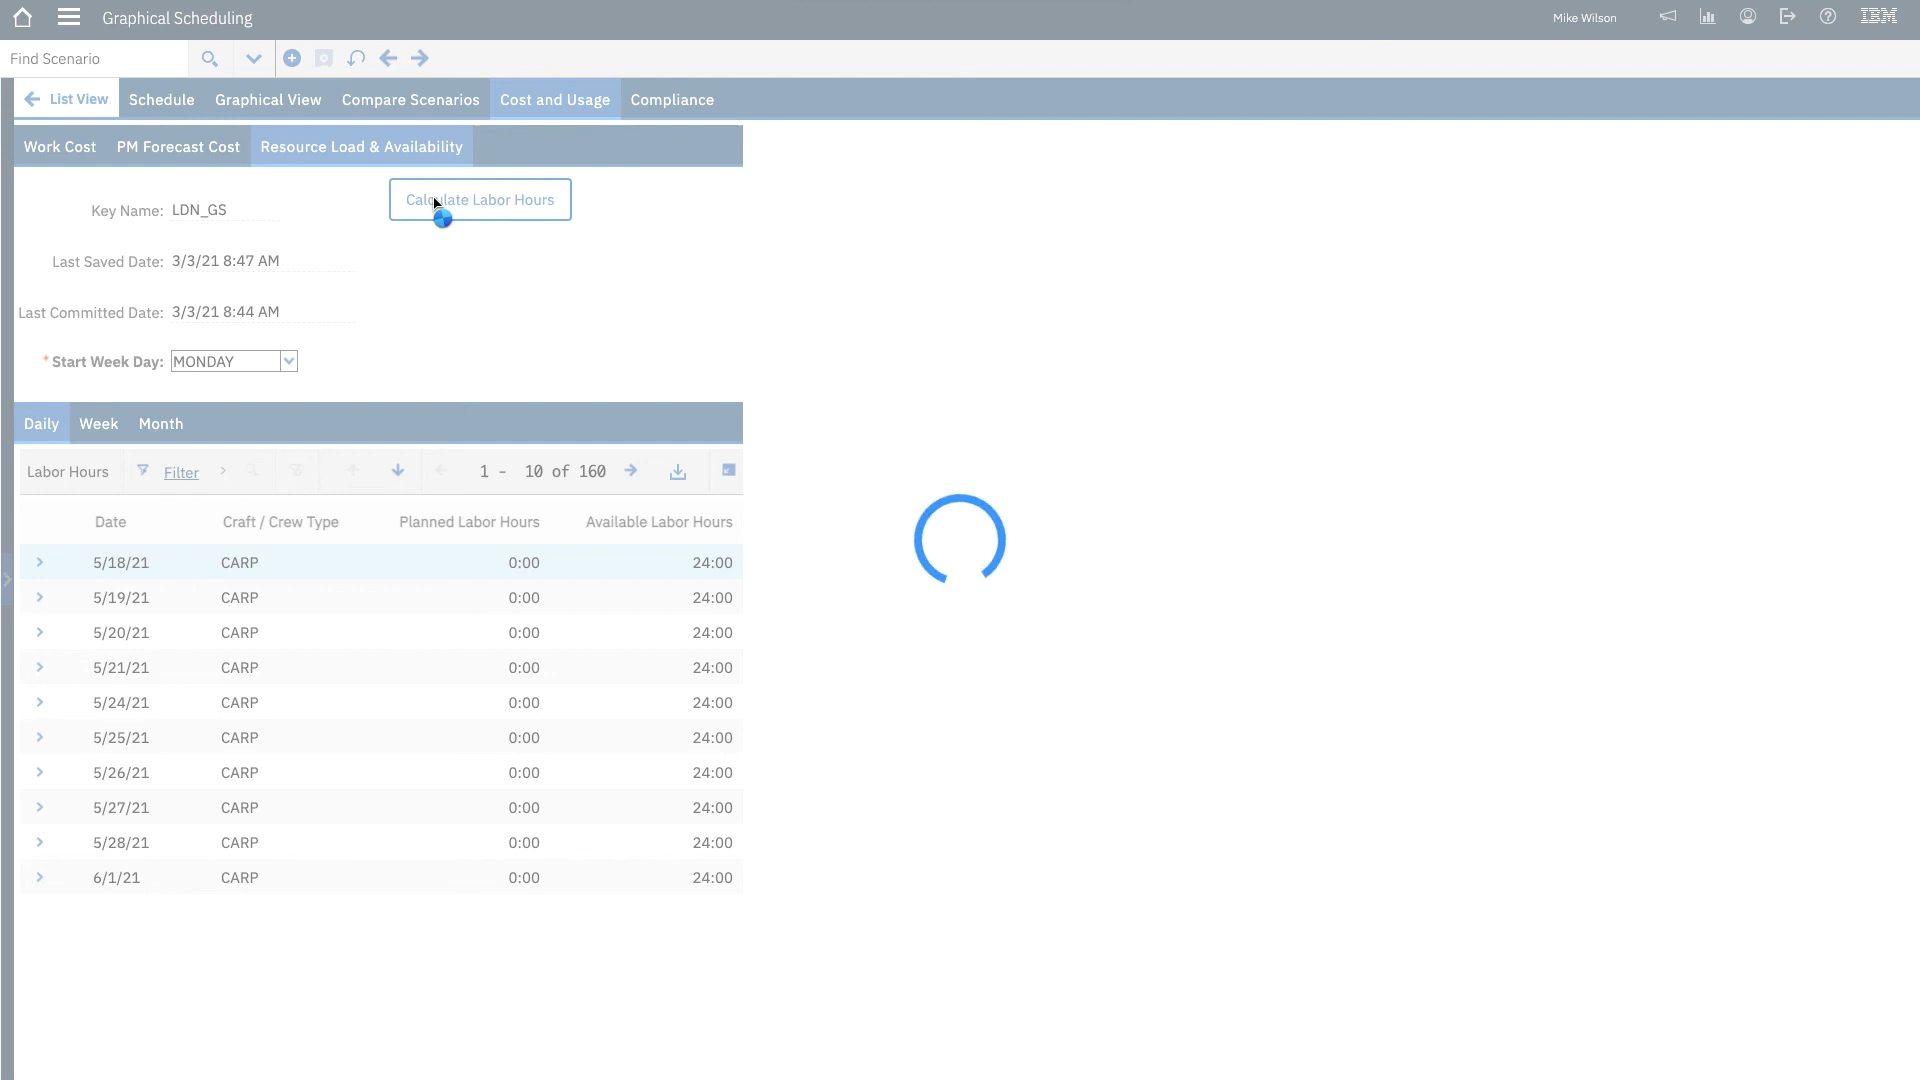 Graphical Scheduling
Mike Wilson
IBM
Find Scenario
List View Schedule Graphical View Compare Scenarios Cost and Usage Compliance
Work Cost PM Forecast Cost Resource Load & Availability
Key Name: LDN_GS
Calculate Labor Hours
Last Saved Date: 3/3/21 8:47 AM
Last Committed Date: 3/3/21 8:44 AM
* Start Week Day: MONDAY
Daily Week Month
Labor Hours Filter 1 - 10 of 160
Date Craft / Crew Type Planned Labor Hours Available Labor Hours
5/18/21 CARP 0:00 24:00
5/19/21 CARP 0:00 24:00
5/20/21 CARP 0:00 24:00
5/21/21 CARP 0:00 24:00
5/24/21 CARP 0:00 24:00
5/25/21 CARP 0:00 24:00
5/26/21 CARP 0:00 24:00
5/27/21 CARP 0:00 24:00
5/28/21 CARP 0:00 24:00
6/1/21 CARP 0:00 24:00